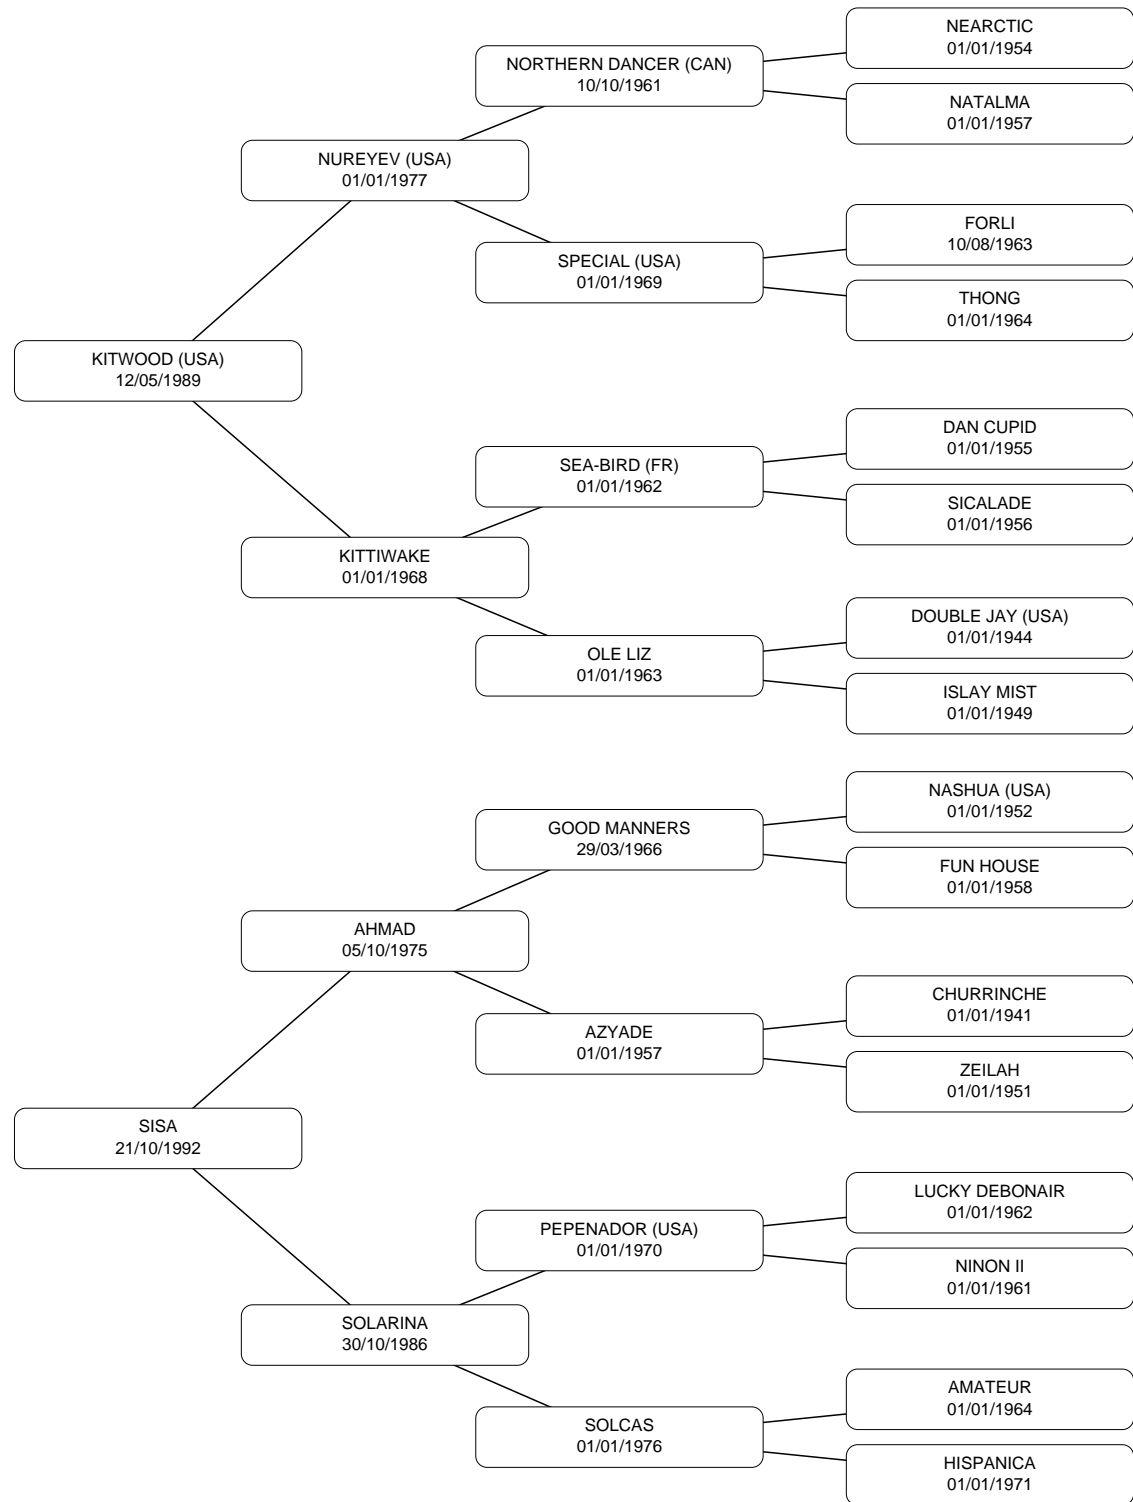 NEARCTIC
01/01/1954
NORTHERN DANCER (CAN)
10/10/1961
NATALMA
01/01/1957
NUREYEV (USA)
01/01/1977
FORLI
10/08/1963
SPECIAL (USA)
01/01/1969
THONG
01/01/1964
KITWOOD (USA)
12/05/1989
DAN CUPID
01/01/1955
SEA-BIRD (FR)
01/01/1962
SICALADE
01/01/1956
KITTIWAKE
01/01/1968
DOUBLE JAY (USA)
01/01/1944
OLE LIZ
01/01/1963
ISLAY MIST
01/01/1949
NASHUA (USA)
01/01/1952
GOOD MANNERS
29/03/1966
FUN HOUSE
01/01/1958
AHMAD
05/10/1975
CHURRINCHE
01/01/1941
AZYADE
01/01/1957
ZEILAH
01/01/1951
SISA
21/10/1992
LUCKY DEBONAIR
01/01/1962
PEPENADOR (USA)
01/01/1970
NINON II
01/01/1961
SOLARINA
30/10/1986
AMATEUR
01/01/1964
SOLCAS
01/01/1976
HISPANICA
01/01/1971